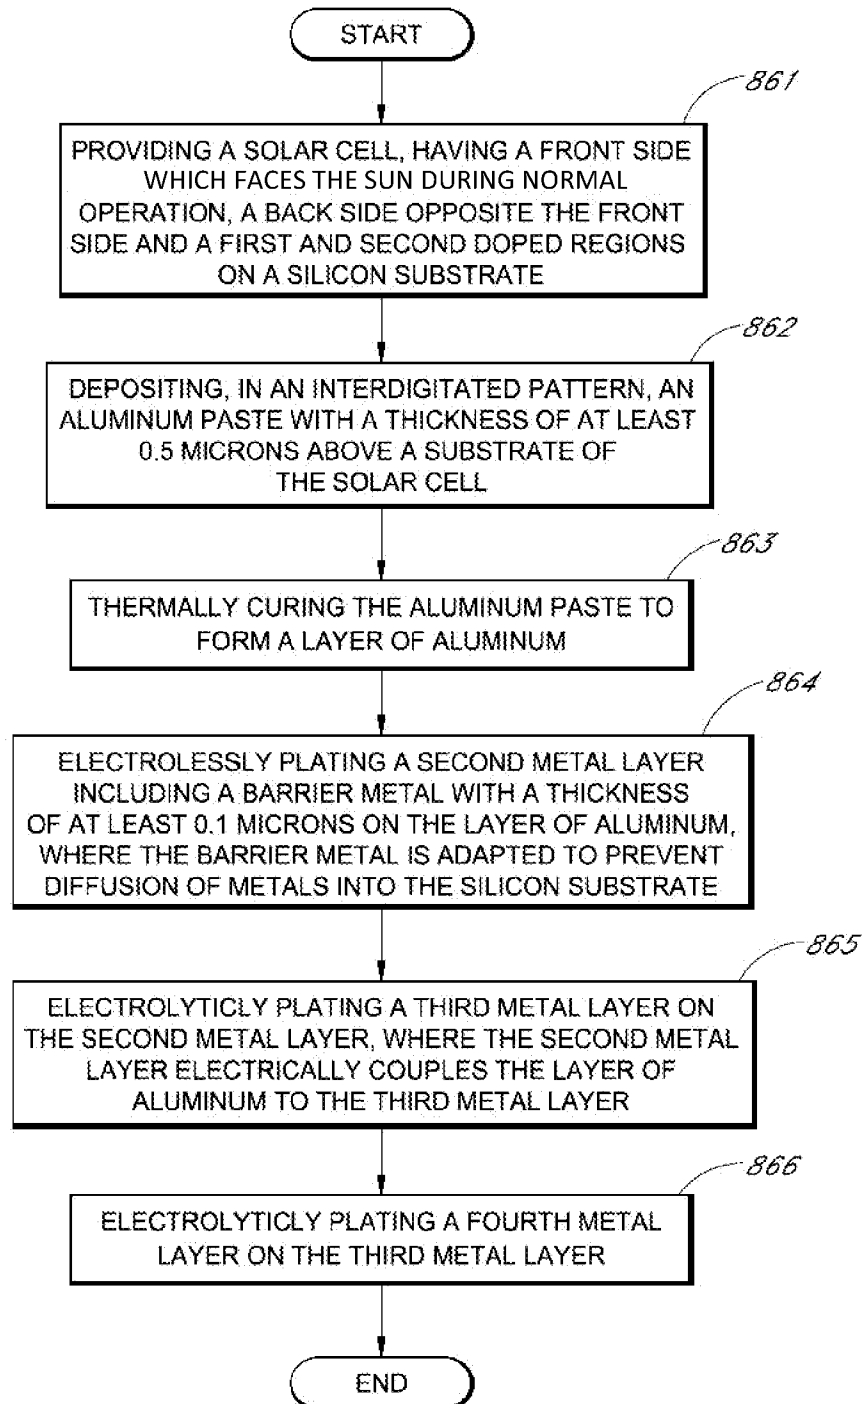 START
861
PROVIDING A SOLAR CELL, HAVING A FRONT SIDE
WHICH FACES THE SUN DURING NORMAL
OPERATION, A BACK SIDE OPPOSITE THE FRONT
SIDE AND A FIRST AND SECOND DOPED REGIONS
ON A SILICON SUBSTRATE
862
DEPOSITING, IN AN INTERDIGITATED PATTERN, AN
ALUMINUM PASTE WITH A THICKNESS OF AT LEAST
0.5 MICRONS ABOVE A SUBSTRATE OF
THE SOLAR CELL
863
THERMALLY CURING THE ALUMINUM PASTE TO
FORM A LAYER OF ALUMINUM
864
ELECTROLESSLY PLATING A SECOND METAL LAYER
INCLUDING A BARRIER METAL WITH A THICKNESS
OF AT LEAST 0.1 MICRONS ON THE LAYER OF ALUMINUM,
WHERE THE BARRIER METAL IS ADAPTED TO PREVENT
DIFFUSION OF METALS INTO THE SILICON SUBSTRATE
865
ELECTROLYTICLY PLATING A THIRD METAL LAYER ON
THE SECOND METAL LAYER, WHERE THE SECOND METAL
LAYER ELECTRICALLY COUPLES THE LAYER OF
ALUMINUM TO THE THIRD METAL LAYER
866
ELECTROLYTICLY PLATING A FOURTH METAL
LAYER ON THE THIRD METAL LAYER
END